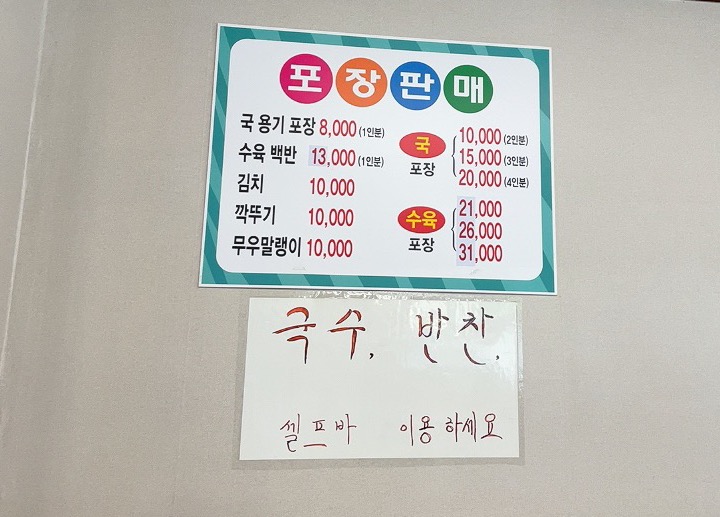 포장판매
국 용기 포장 8,000 (1인분)
수육 백반 13,000 (1인분)
김치 10,000
깍뚜기 10,000
무우말랭이 10,000
국 포장
10,000 (2인분)
15,000 (3인분)
20,000 (4인분)
수육 포장
21,000
26,000
31,000
국수, 반찬,
셀프바 이용하세요